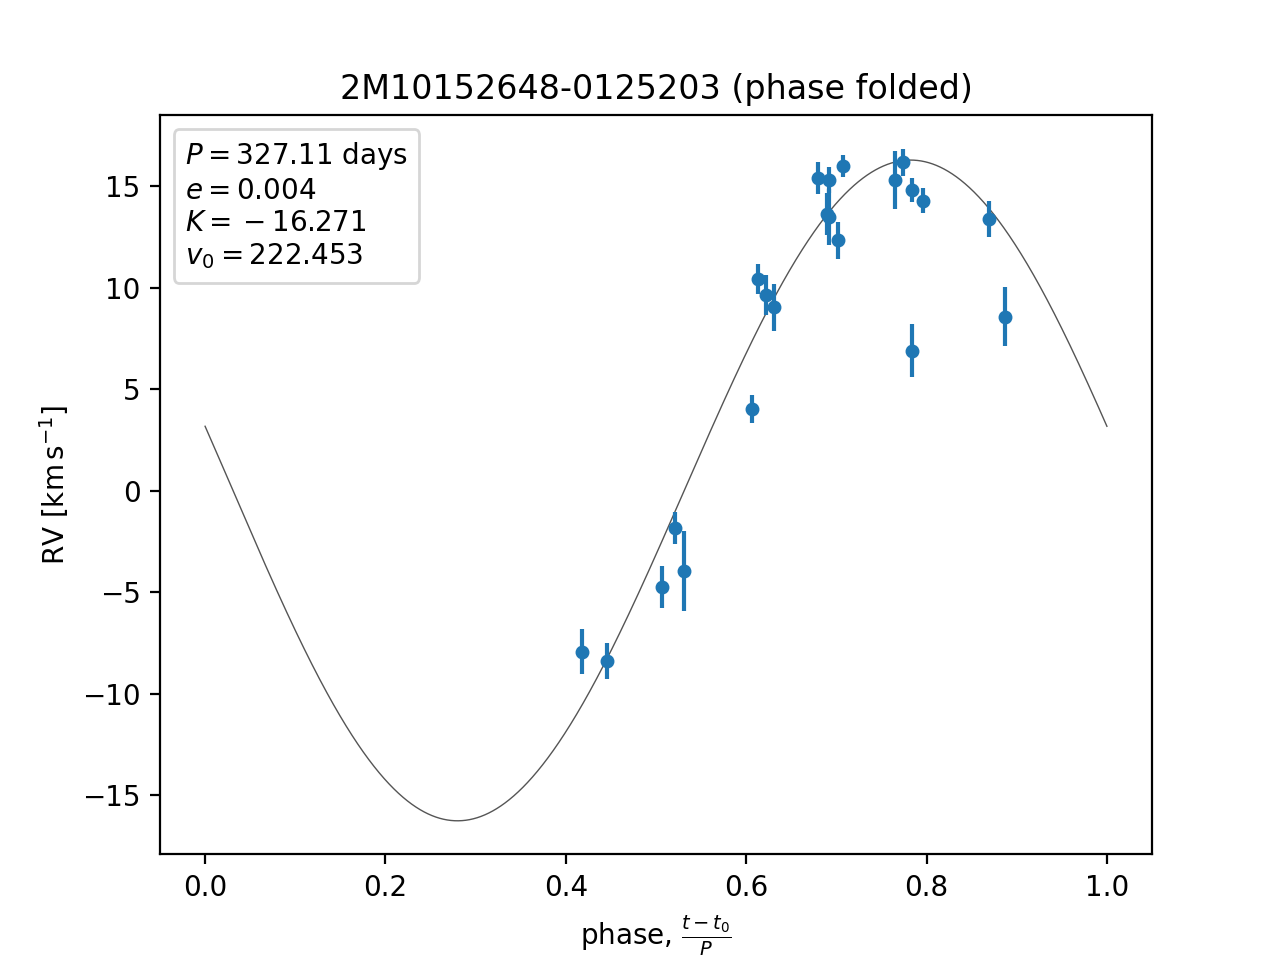 2M10152648-0125203 (phase folded)
P = 327.11 days
e = 0.004
K = −16.271
v₀ = 222.453
15
10
5
0
−5
−10
−15
RV [km s⁻¹]
0.0 0.2 0.4 0.6 0.8 1.0
phase, (t − t₀)/P